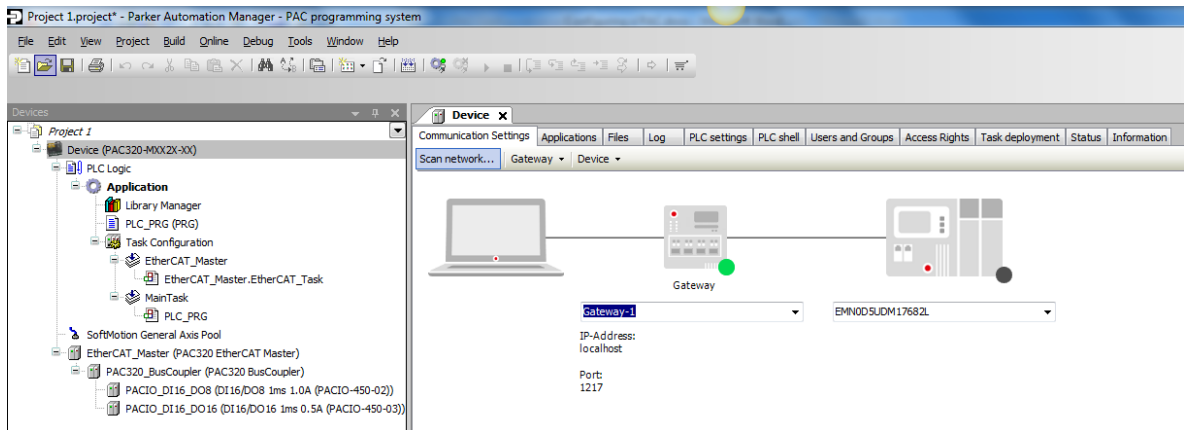 Project 1.project* - Parker Automation Manager - PAC programming system
File Edit View Project Build Online Debug Tools Window Help
Devices
Project 1
Device (PAC320-MXX2X-XX)
PLC Logic
Application
Library Manager
PLC_PRG (PRG)
Task Configuration
EtherCAT_Master
EtherCAT_Master.EtherCAT_Task
MainTask
PLC_PRG
SoftMotion General Axis Pool
EtherCAT_Master (PAC320 EtherCAT Master)
PAC320_BusCoupler (PAC320 BusCoupler)
PACIO_DI16_DO8 (DI16/DO8 1ms 1.0A (PACIO-450-02))
PACIO_DI16_DO16 (DI16/DO16 1ms 0.5A (PACIO-450-03))
Device
Communication Settings Applications Files Log PLC settings PLC shell Users and Groups Access Rights Task deployment Status Information
Scan network... Gateway Device
Gateway
Gateway-1 EMN0D5UDM17682L
IP-Address:
localhost
Port:
1217